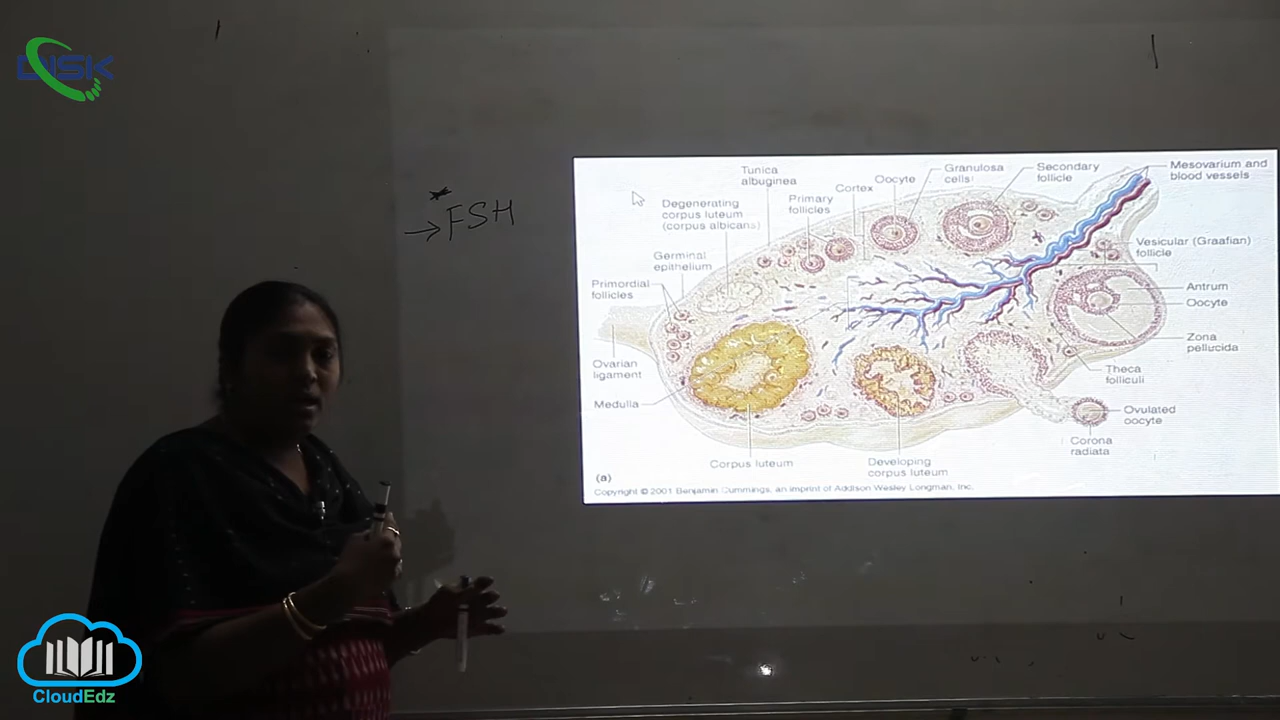 DISK
→FSH
Tunica
albuginea
Cortex
Oocyte
Granulosa
cells
Secondary
follicle
Mesovarium and
blood vessels
Degenerating
corpus luteum
(corpus albicans)
Primary
follicles
Germinal
epithelium
Vesicular (Graafian)
follicle
Primordial
follicles
Antrum
Oocyte
Zona
pellucida
Ovarian
ligament
Theca
folliculi
Medulla
Ovulated
oocyte
Corona
radiata
Corpus luteum
Developing
corpus luteum
(a)
Copyright © 2001 Benjamin Cummings, an imprint of Addison Wesley Longman, Inc.
CloudEdz